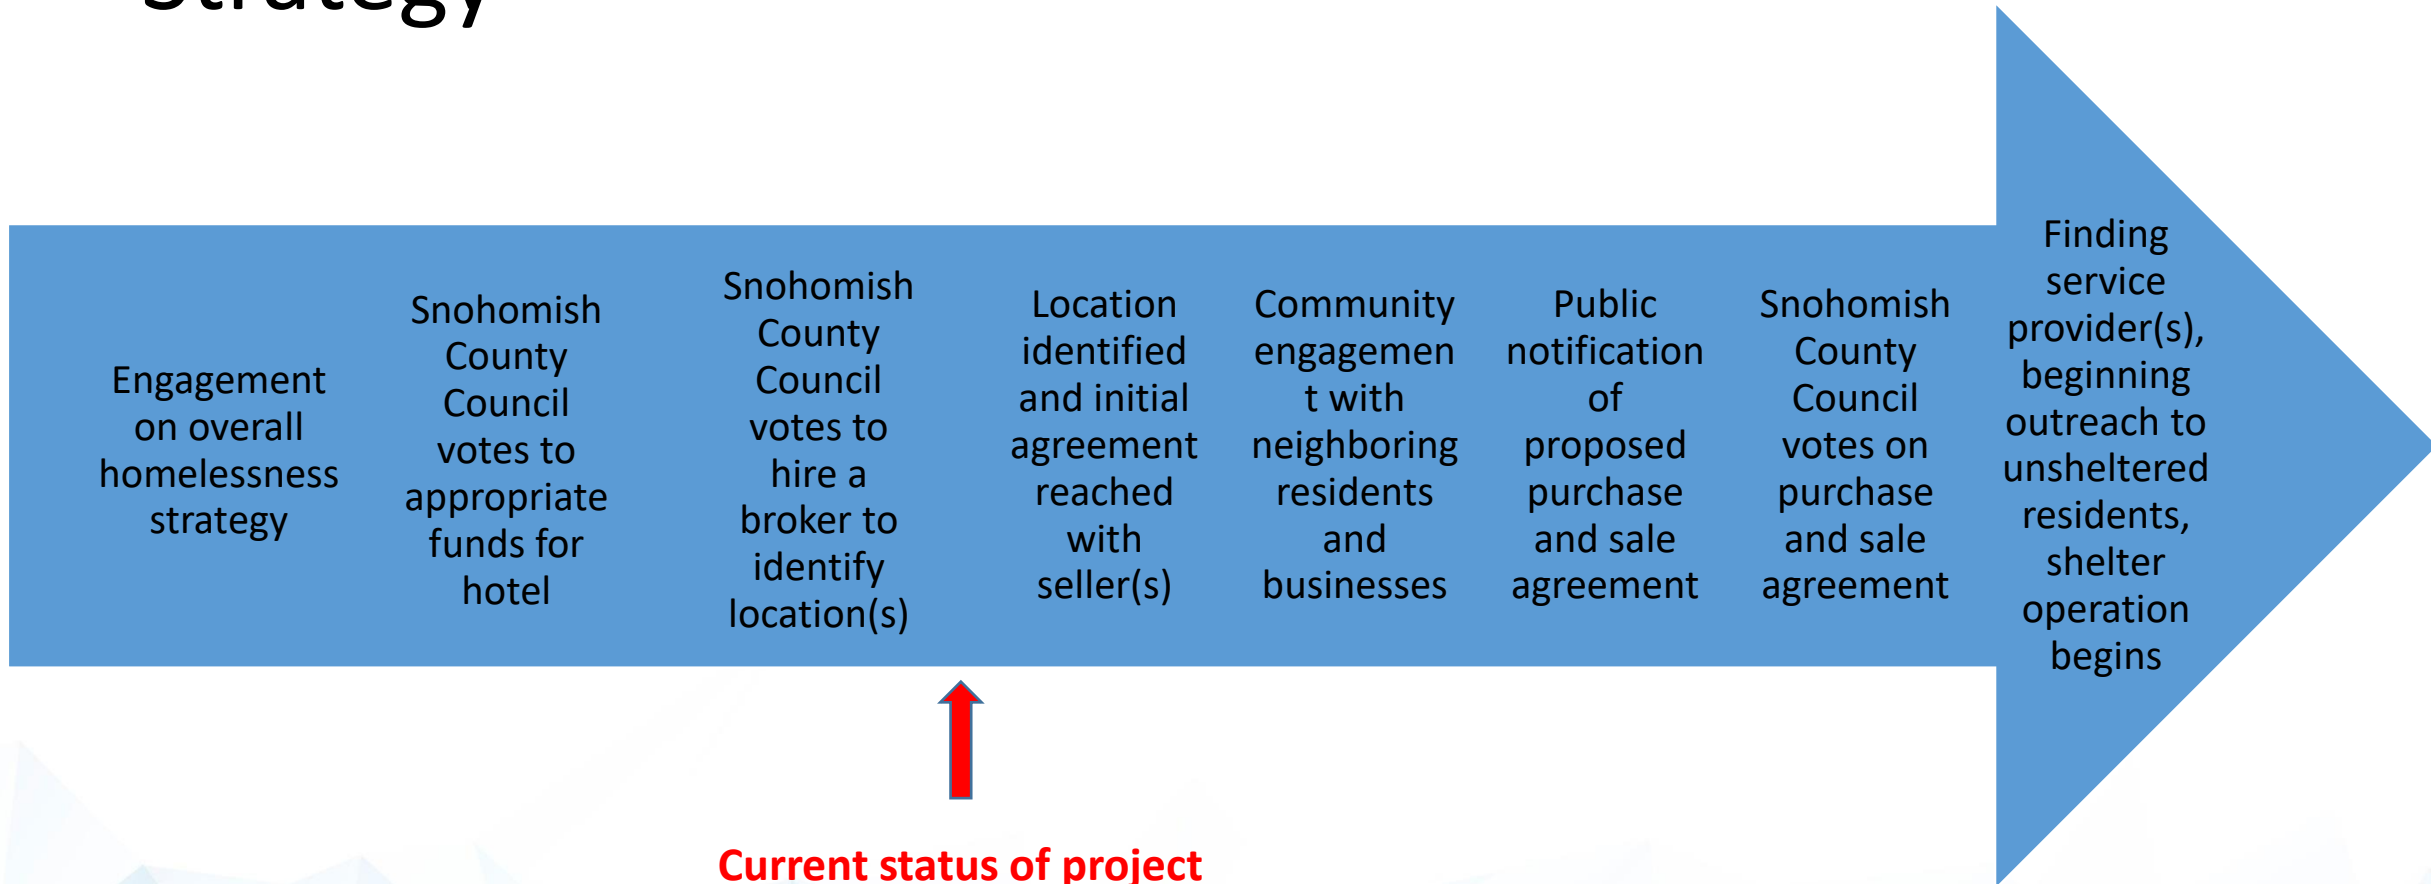 Strategy
Engagement
on overall
homelessness
strategy
Snohomish
County
Council
votes to
appropriate
funds for
hotel
Snohomish
County
Council
votes to
hire a
broker to
identify
location(s)
Location
identified
and initial
agreement
reached
with
seller(s)
Community
engagemen
t with
neighboring
residents
and
businesses
Public
notification
of
proposed
purchase
and sale
agreement
Snohomish
County
Council
votes on
purchase
and sale
agreement
Finding
service
provider(s),
beginning
outreach to
unsheltered
residents,
shelter
operation
begins
Current status of project